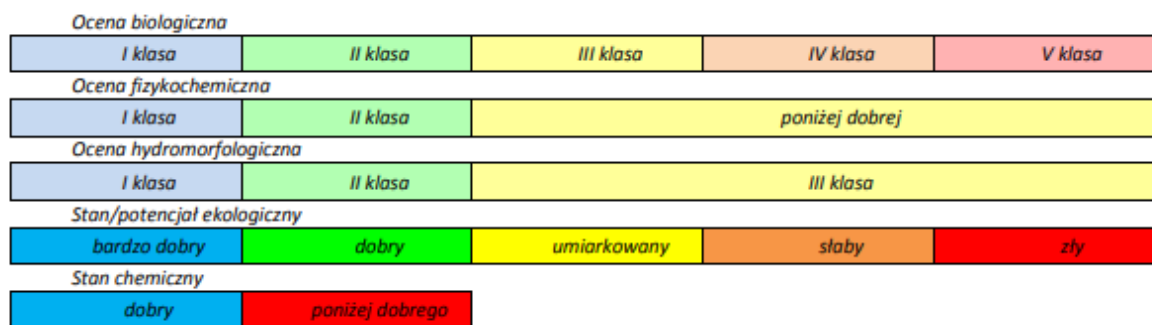 Ocena biologiczna
I klasa II klasa III klasa IV klasa V klasa
Ocena fizykochemiczna
I klasa II klasa poniżej dobrej
Ocena hydromorfologiczna
I klasa II klasa III klasa
Stan/potencjał ekologiczny
bardzo dobry dobry umiarkowany słaby zły
Stan chemiczny
dobry poniżej dobrego